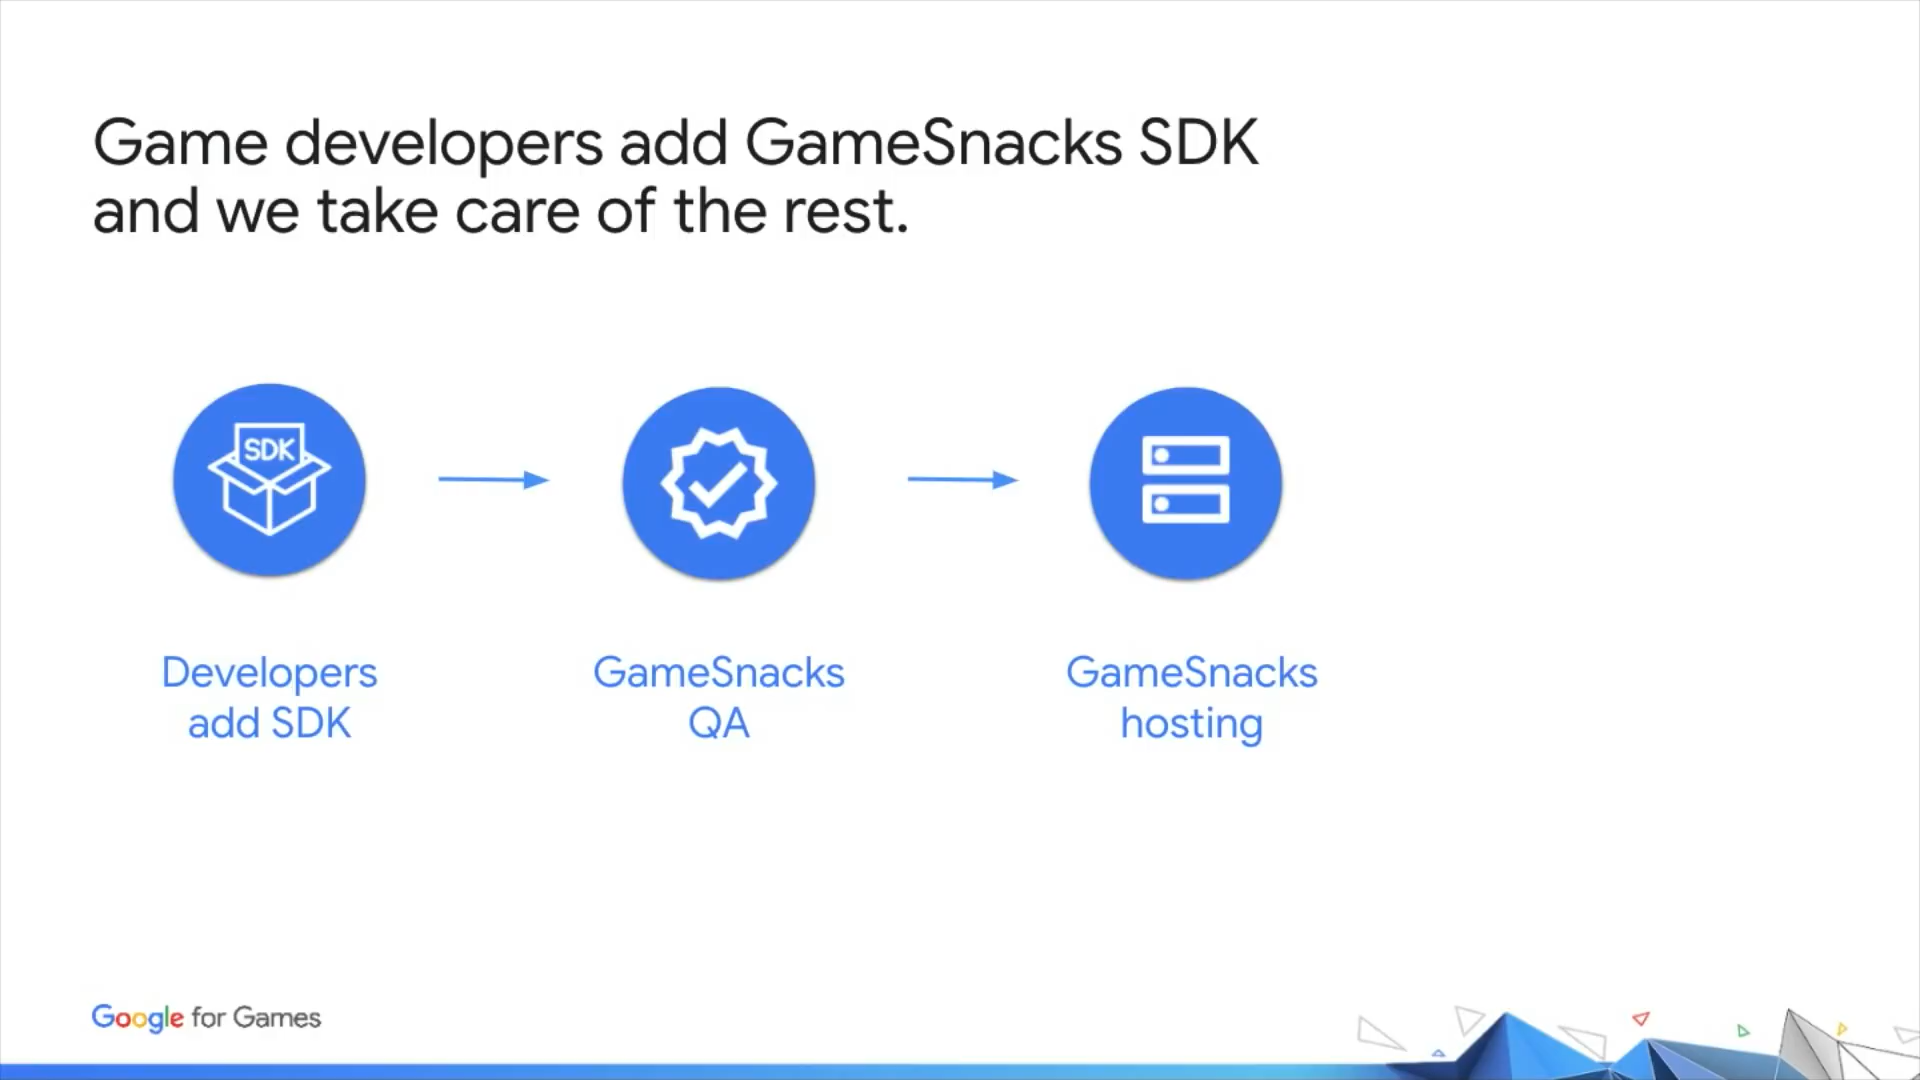 Game developers add GameSnacks SDK
and we take care of the rest.
SDK
Developers
add SDK
GameSnacks
QA
GameSnacks
hosting
Google for Games